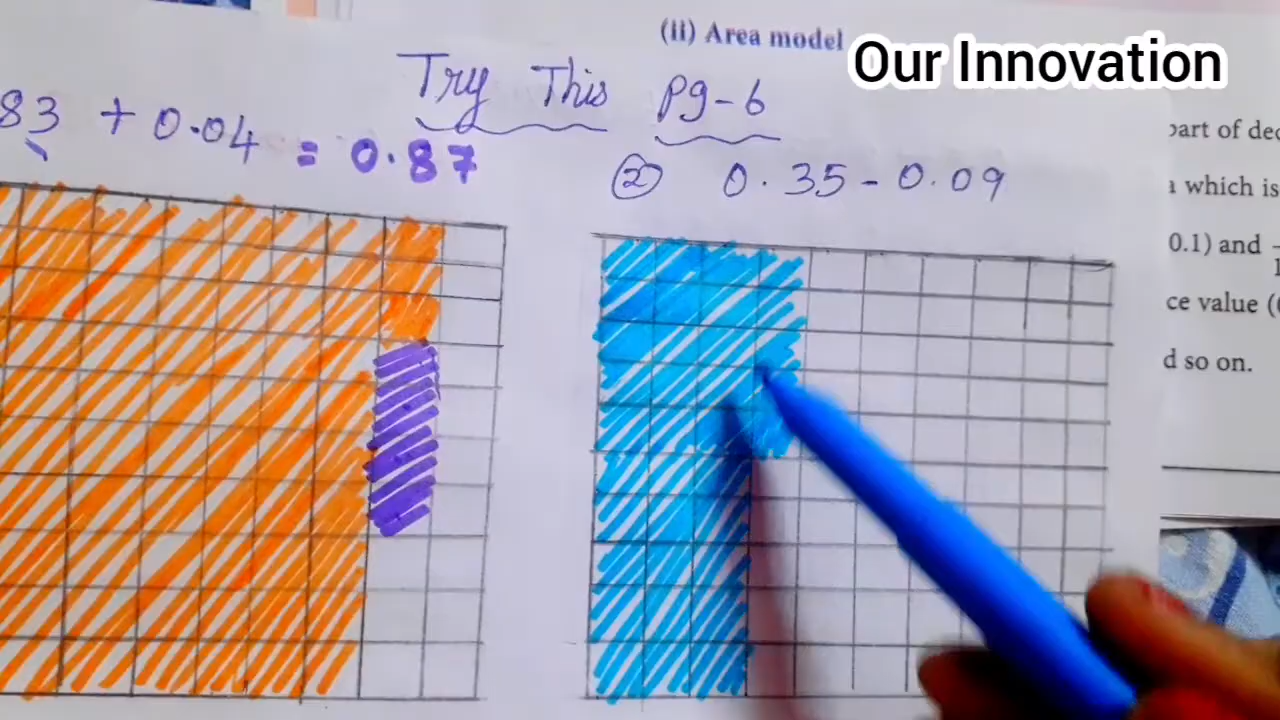 (ii) Area model
Our Innovation
Try This pg-6
83 + 0.04 = 0.87
② 0.35 - 0.09
part of dec
a which is
0.1) and
ce value (
d so on.